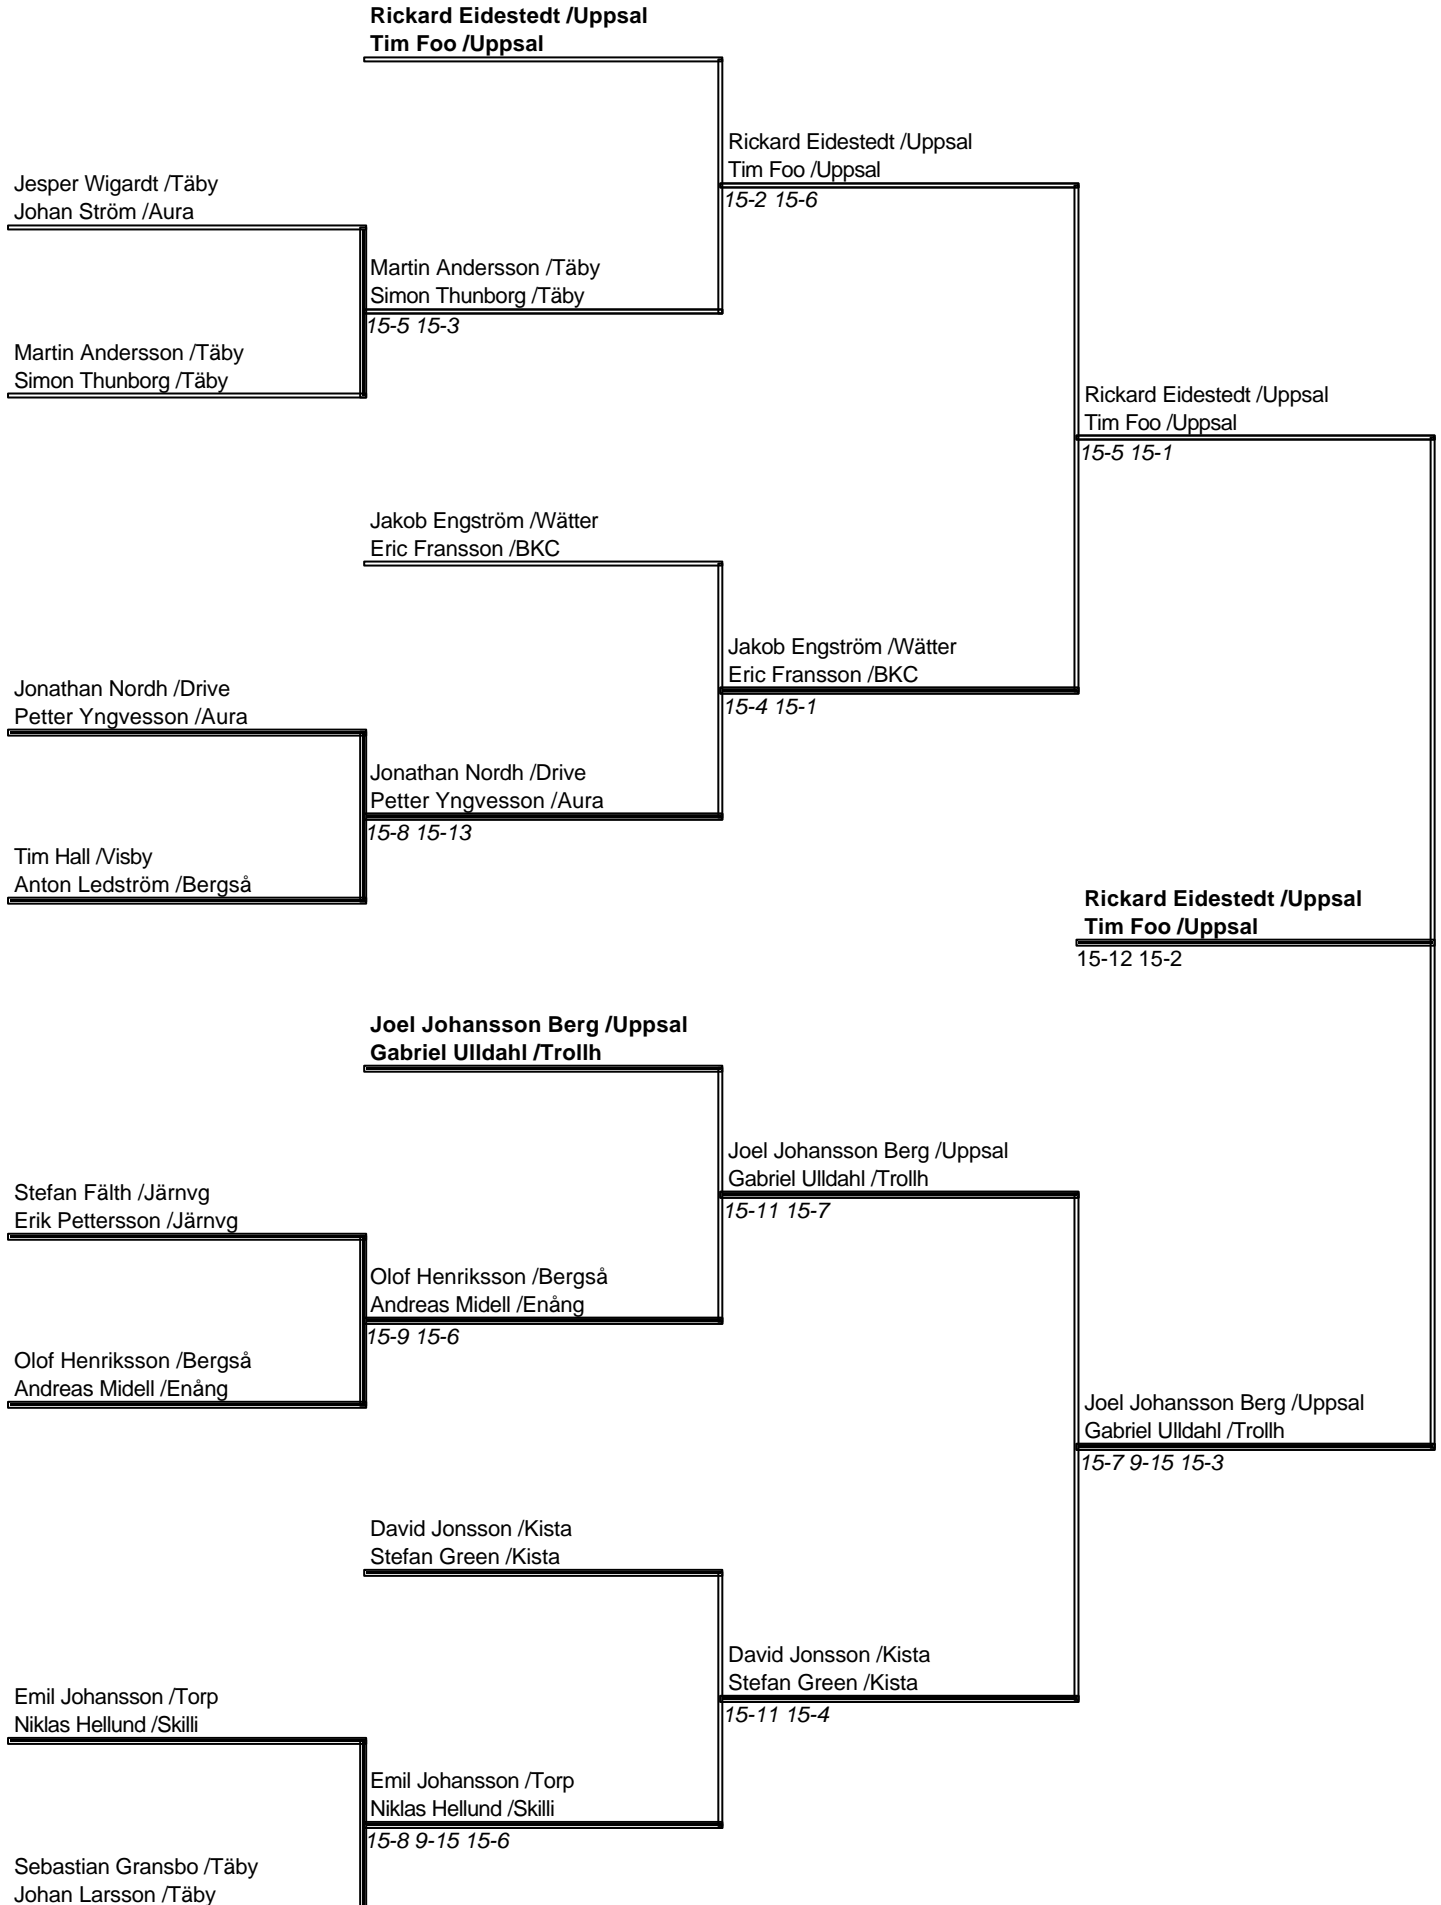 Rickard Eidestedt /Uppsal
Tim Foo /Uppsal
Rickard Eidestedt /Uppsal
Tim Foo /Uppsal
15-2 15-6
Jesper Wigardt /Täby
Johan Ström /Aura
Martin Andersson /Täby
Simon Thunborg /Täby
15-5 15-3
Martin Andersson /Täby
Simon Thunborg /Täby
Rickard Eidestedt /Uppsal
Tim Foo /Uppsal
15-5 15-1
Jakob Engström /Wätter
Eric Fransson /BKC
Jakob Engström /Wätter
Eric Fransson /BKC
15-4 15-1
Jonathan Nordh /Drive
Petter Yngvesson /Aura
Jonathan Nordh /Drive
Petter Yngvesson /Aura
15-8 15-13
Tim Hall /Visby
Anton Ledström /Bergså
Rickard Eidestedt /Uppsal
Tim Foo /Uppsal
15-12 15-2
Joel Johansson Berg /Uppsal
Gabriel Ulldahl /Trollh
Joel Johansson Berg /Uppsal
Gabriel Ulldahl /Trollh
15-11 15-7
Stefan Fälth /Järnvg
Erik Pettersson /Järnvg
Olof Henriksson /Bergså
Andreas Midell /Enång
15-9 15-6
Olof Henriksson /Bergså
Andreas Midell /Enång
Joel Johansson Berg /Uppsal
Gabriel Ulldahl /Trollh
15-7 9-15 15-3
David Jonsson /Kista
Stefan Green /Kista
David Jonsson /Kista
Stefan Green /Kista
15-11 15-4
Emil Johansson /Torp
Niklas Hellund /Skilli
Emil Johansson /Torp
Niklas Hellund /Skilli
15-8 9-15 15-6
Sebastian Gransbo /Täby
Johan Larsson /Täby